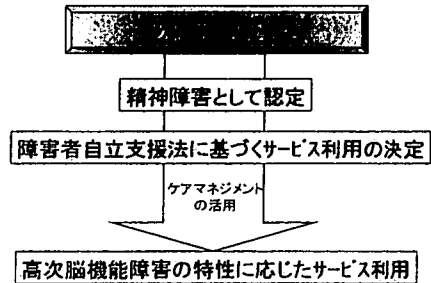 精神障害として認定
障害者自立支援法に基づくサービス利用の決定
ケアマネジメント
の活用
高次脳機能障害の特性に応じたサービス利用